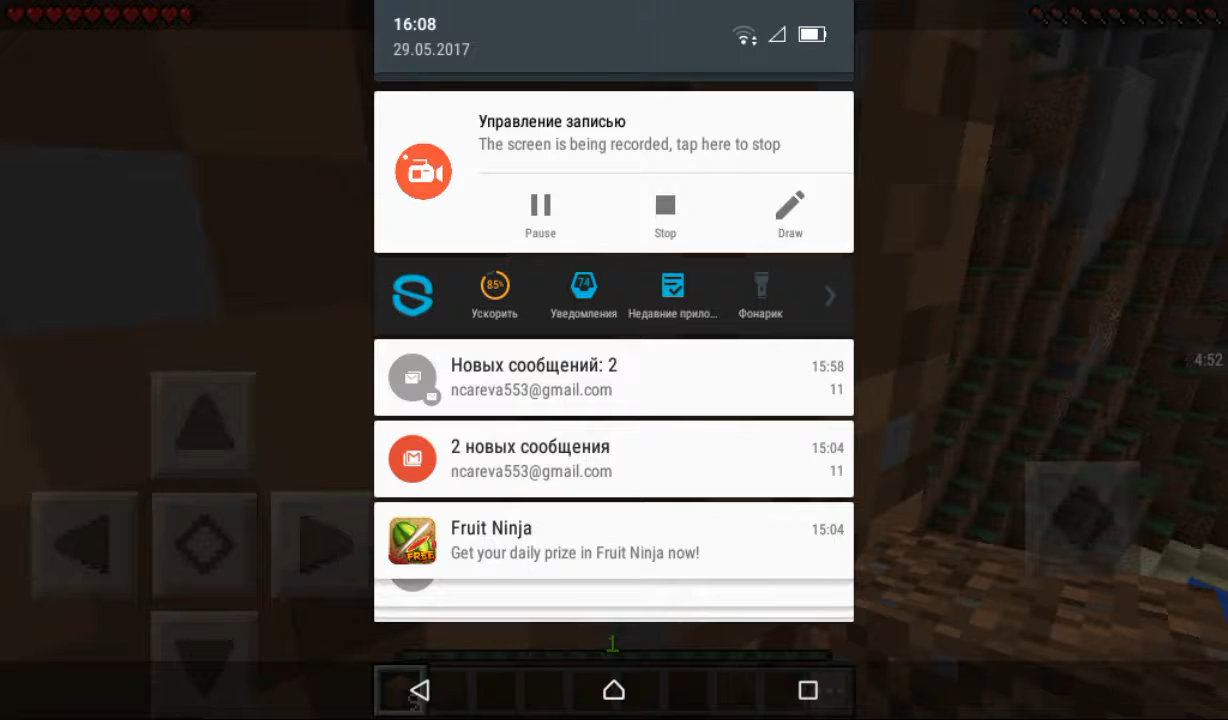 16:08
29.05.2017
Управление записью
The screen is being recorded, tap here to stop
Pause
Stop
Draw
85%
74
Ускорить
Уведомления
Недавние прило...
Фонарик
Новых сообщений: 2
15:58
ncareva553@gmail.com
11
2 новых сообщения
15:04
ncareva553@gmail.com
11
Fruit Ninja
15:04
FREE
Get your daily prize in Fruit Ninja now!
4:52
1